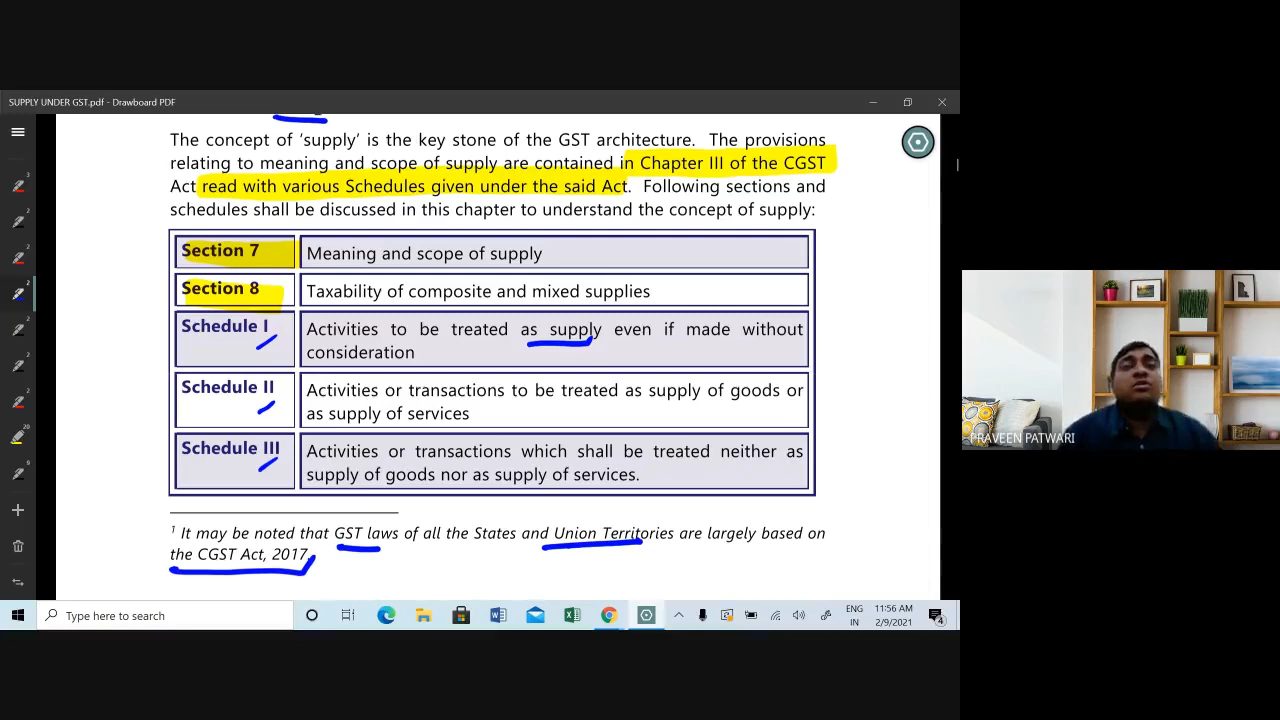 SUPPLY UNDER GST.pdf - Drawboard PDF
The concept of ‘supply’ is the key stone of the GST architecture. The provisions
relating to meaning and scope of supply are contained in Chapter III of the CGST
Act read with various Schedules given under the said Act. Following sections and
schedules shall be discussed in this chapter to understand the concept of supply:
Section 7 Meaning and scope of supply
Section 8 Taxability of composite and mixed supplies
Schedule I Activities to be treated as supply even if made without
consideration
Schedule II Activities or transactions to be treated as supply of goods or
as supply of services
Schedule III Activities or transactions which shall be treated neither as
supply of goods nor as supply of services.
1 It may be noted that GST laws of all the States and Union Territories are largely based on
the CGST Act, 2017.
PRAVEEN PATWARI
Type here to search
ENG 11:56 AM
IN 2/9/2021
4